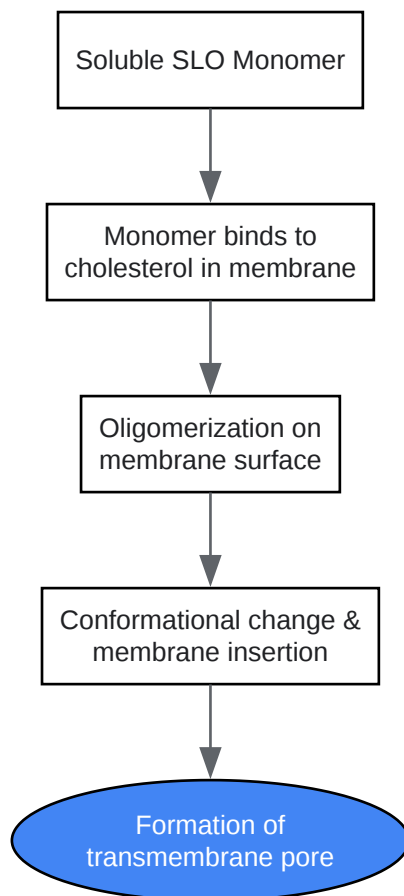 Soluble SLO Monomer
Monomer binds to
cholesterol in membrane
Oligomerization on
membrane surface
Conformational change &
membrane insertion
Formation of
transmembrane pore